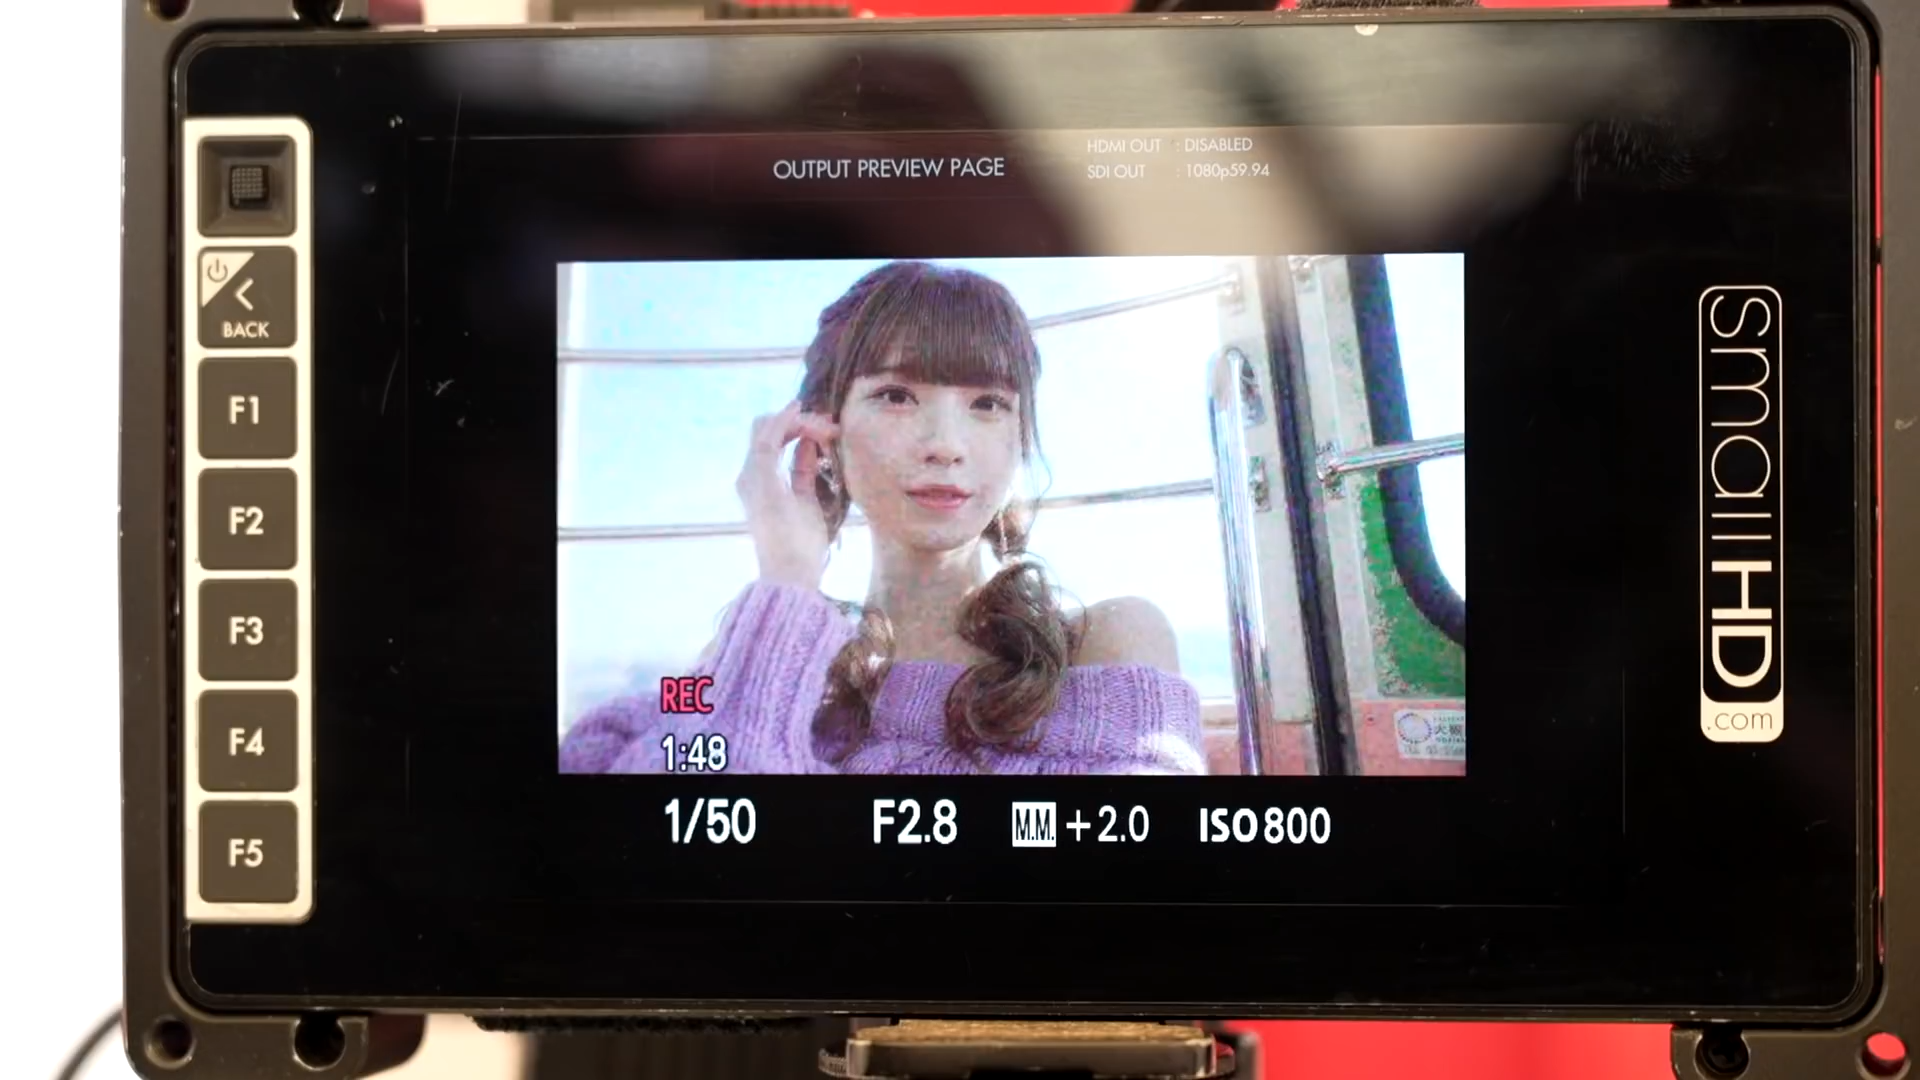 OUTPUT PREVIEW PAGE
HDMI OUT : DISABLED
SDI OUT : 1080p59.94
BACK
F1
F2
F3
F4
F5
REC
1:48
1/50 F2.8 M.M. +2.0 ISO800
smallHD
.com